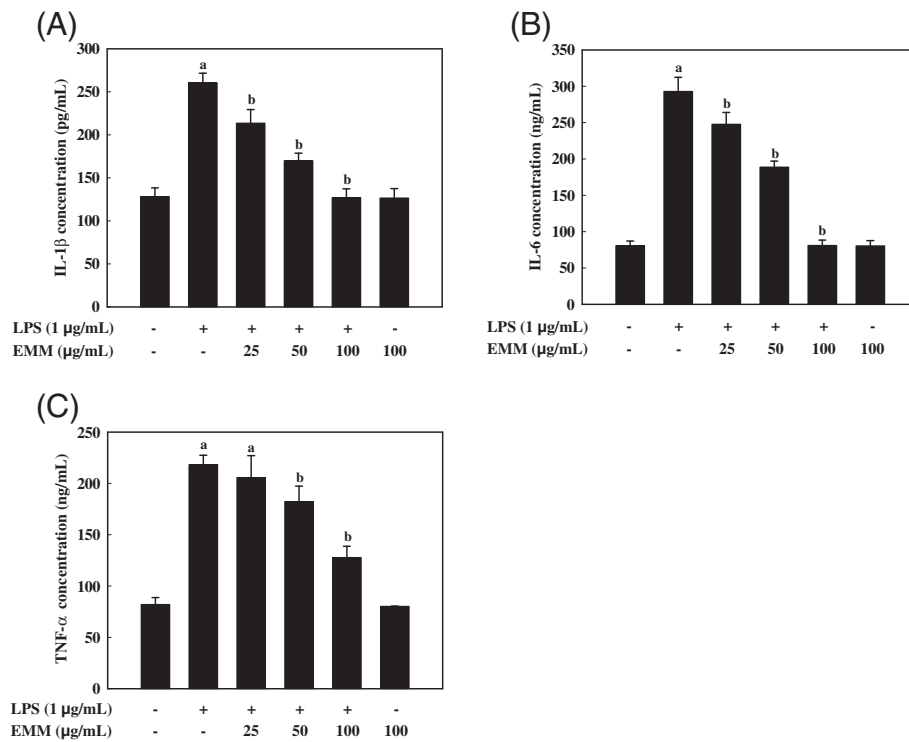 (A)
300
250
200
150
100
50
0
IL-1β concentration (pg/mL)
a
b
b
b
LPS (1 µg/mL) - + + + + -
EMM (µg/mL) - - 25 50 100 100
(B)
350
300
250
200
150
100
50
0
IL-6 concentration (ng/mL)
a
b
b
b
LPS (1 µg/mL) - + + + + -
EMM (µg/mL) - - 25 50 100 100
(C)
250
200
150
100
50
0
TNF-α concentration (ng/mL)
a
a
b
b
LPS (1 µg/mL) - + + + + -
EMM (µg/mL) - - 25 50 100 100